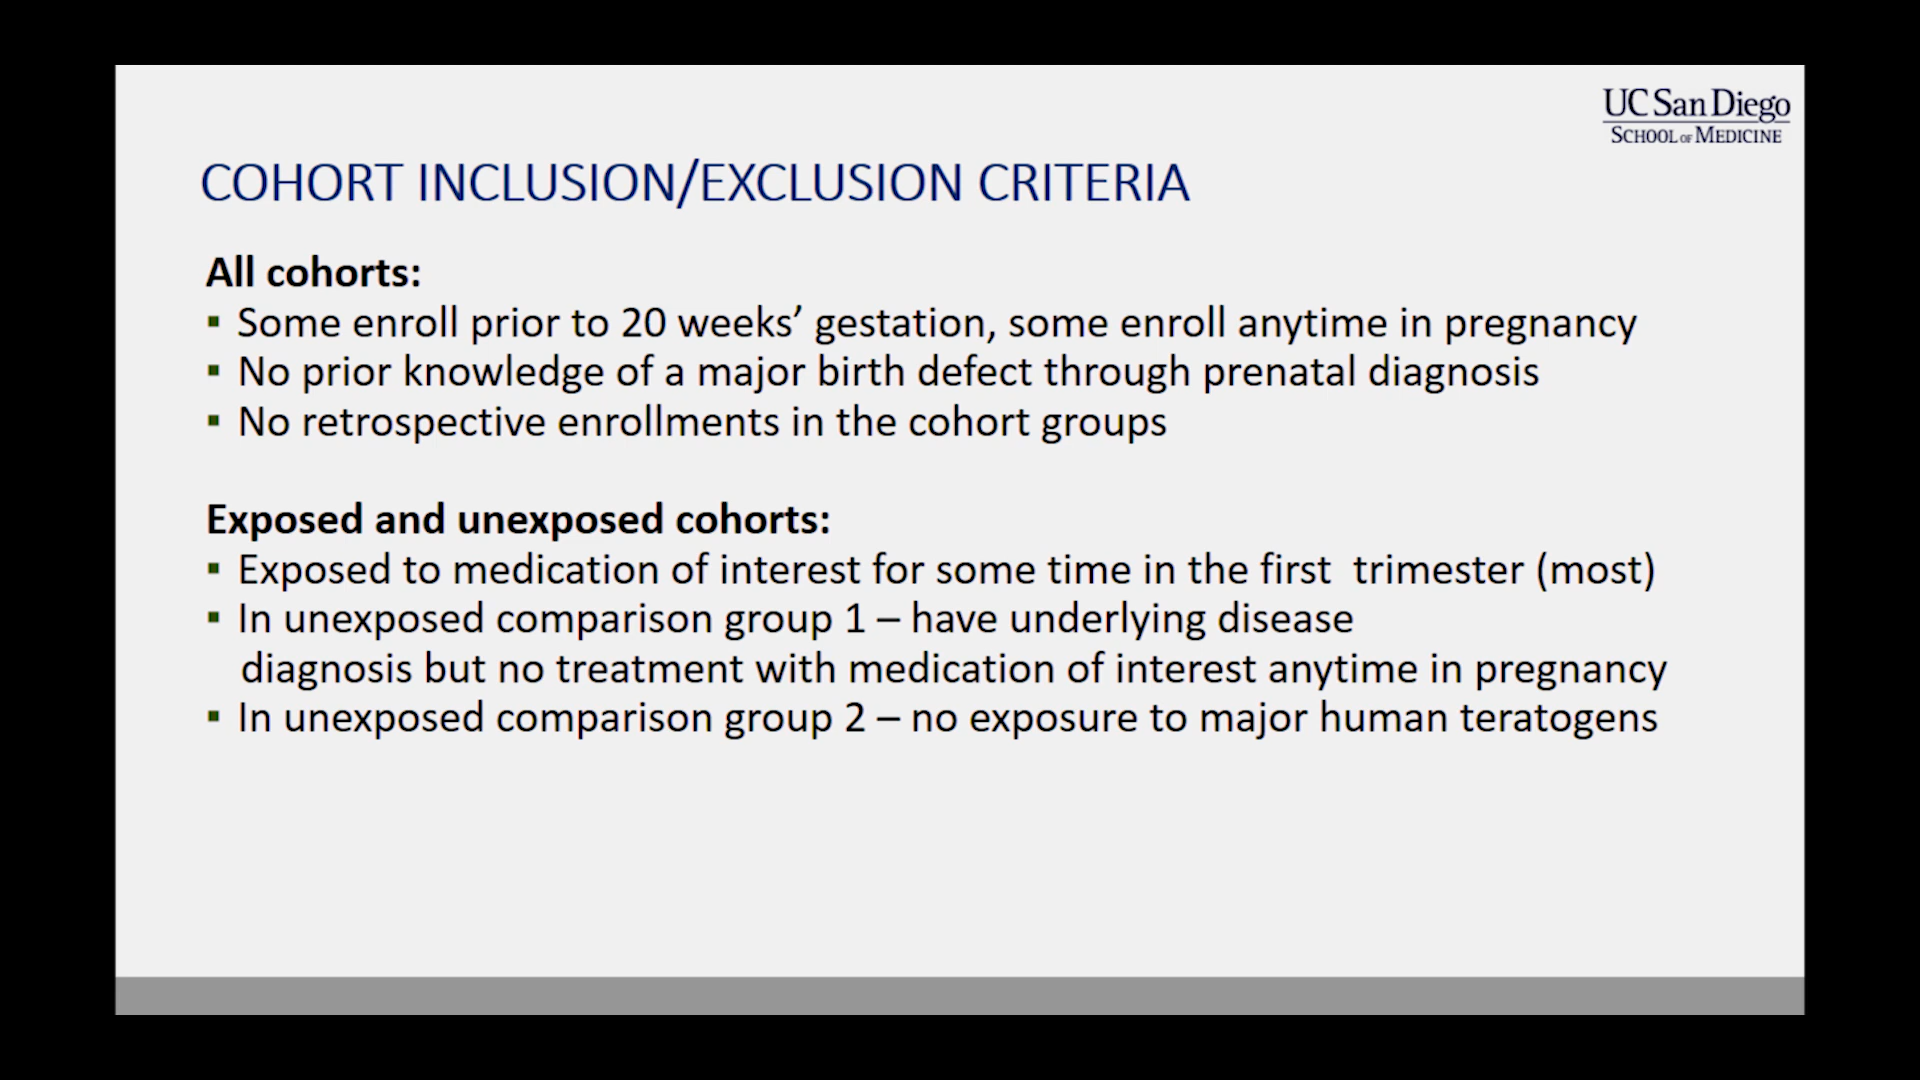 UC San Diego
SCHOOL OF MEDICINE
COHORT INCLUSION/EXCLUSION CRITERIA
All cohorts:
▪ Some enroll prior to 20 weeks’ gestation, some enroll anytime in pregnancy
▪ No prior knowledge of a major birth defect through prenatal diagnosis
▪ No retrospective enrollments in the cohort groups
Exposed and unexposed cohorts:
▪ Exposed to medication of interest for some time in the first  trimester (most)
▪ In unexposed comparison group 1 – have underlying disease
diagnosis but no treatment with medication of interest anytime in pregnancy
▪ In unexposed comparison group 2 – no exposure to major human teratogens